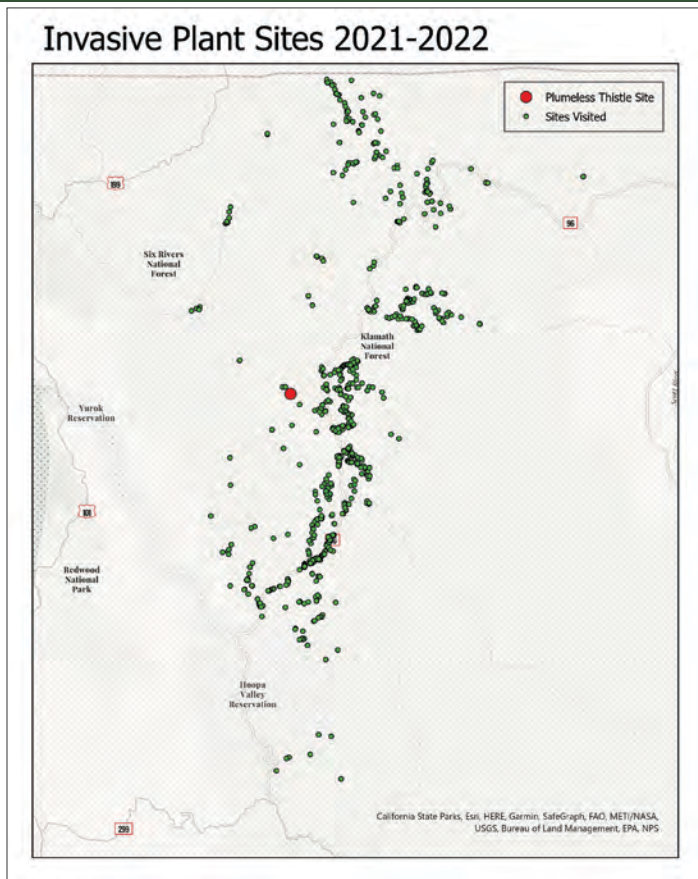 Invasive Plant Sites 2021-2022
Plumeless Thistle Site
Sites Visited
199
96
Six Rivers
National
Forest
Klamath
National
Forest
Scott River
Yurok
Reservation
101
Redwood
National
Park
Hoopa
Valley
Reservation
299
California State Parks, Esri, HERE, Garmin, SafeGraph, FAO, METI/NASA,
USGS, Bureau of Land Management, EPA, NPS